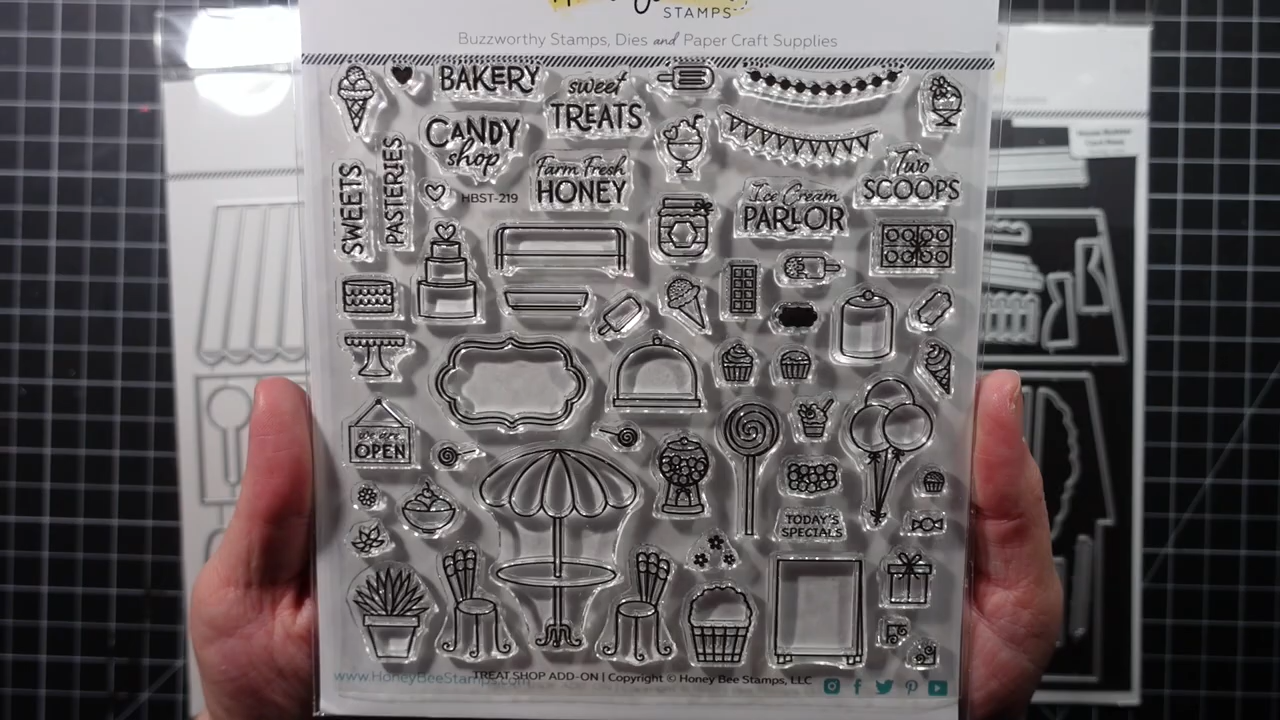 STAMPS
Buzzworthy Stamps, Dies and Paper Craft Supplies
BAKERY
sweet
TREATS
CANDY
shop
Farm Fresh
HONEY
Two
SCOOPS
Ice Cream
PARLOR
SWEETS
PASTERIES
HBST-219
we are
OPEN
TODAY'S
SPECIALS
www.HoneyBeeStamps.com
TREAT SHOP ADD-ON | Copyright © Honey Bee Stamps, LLC